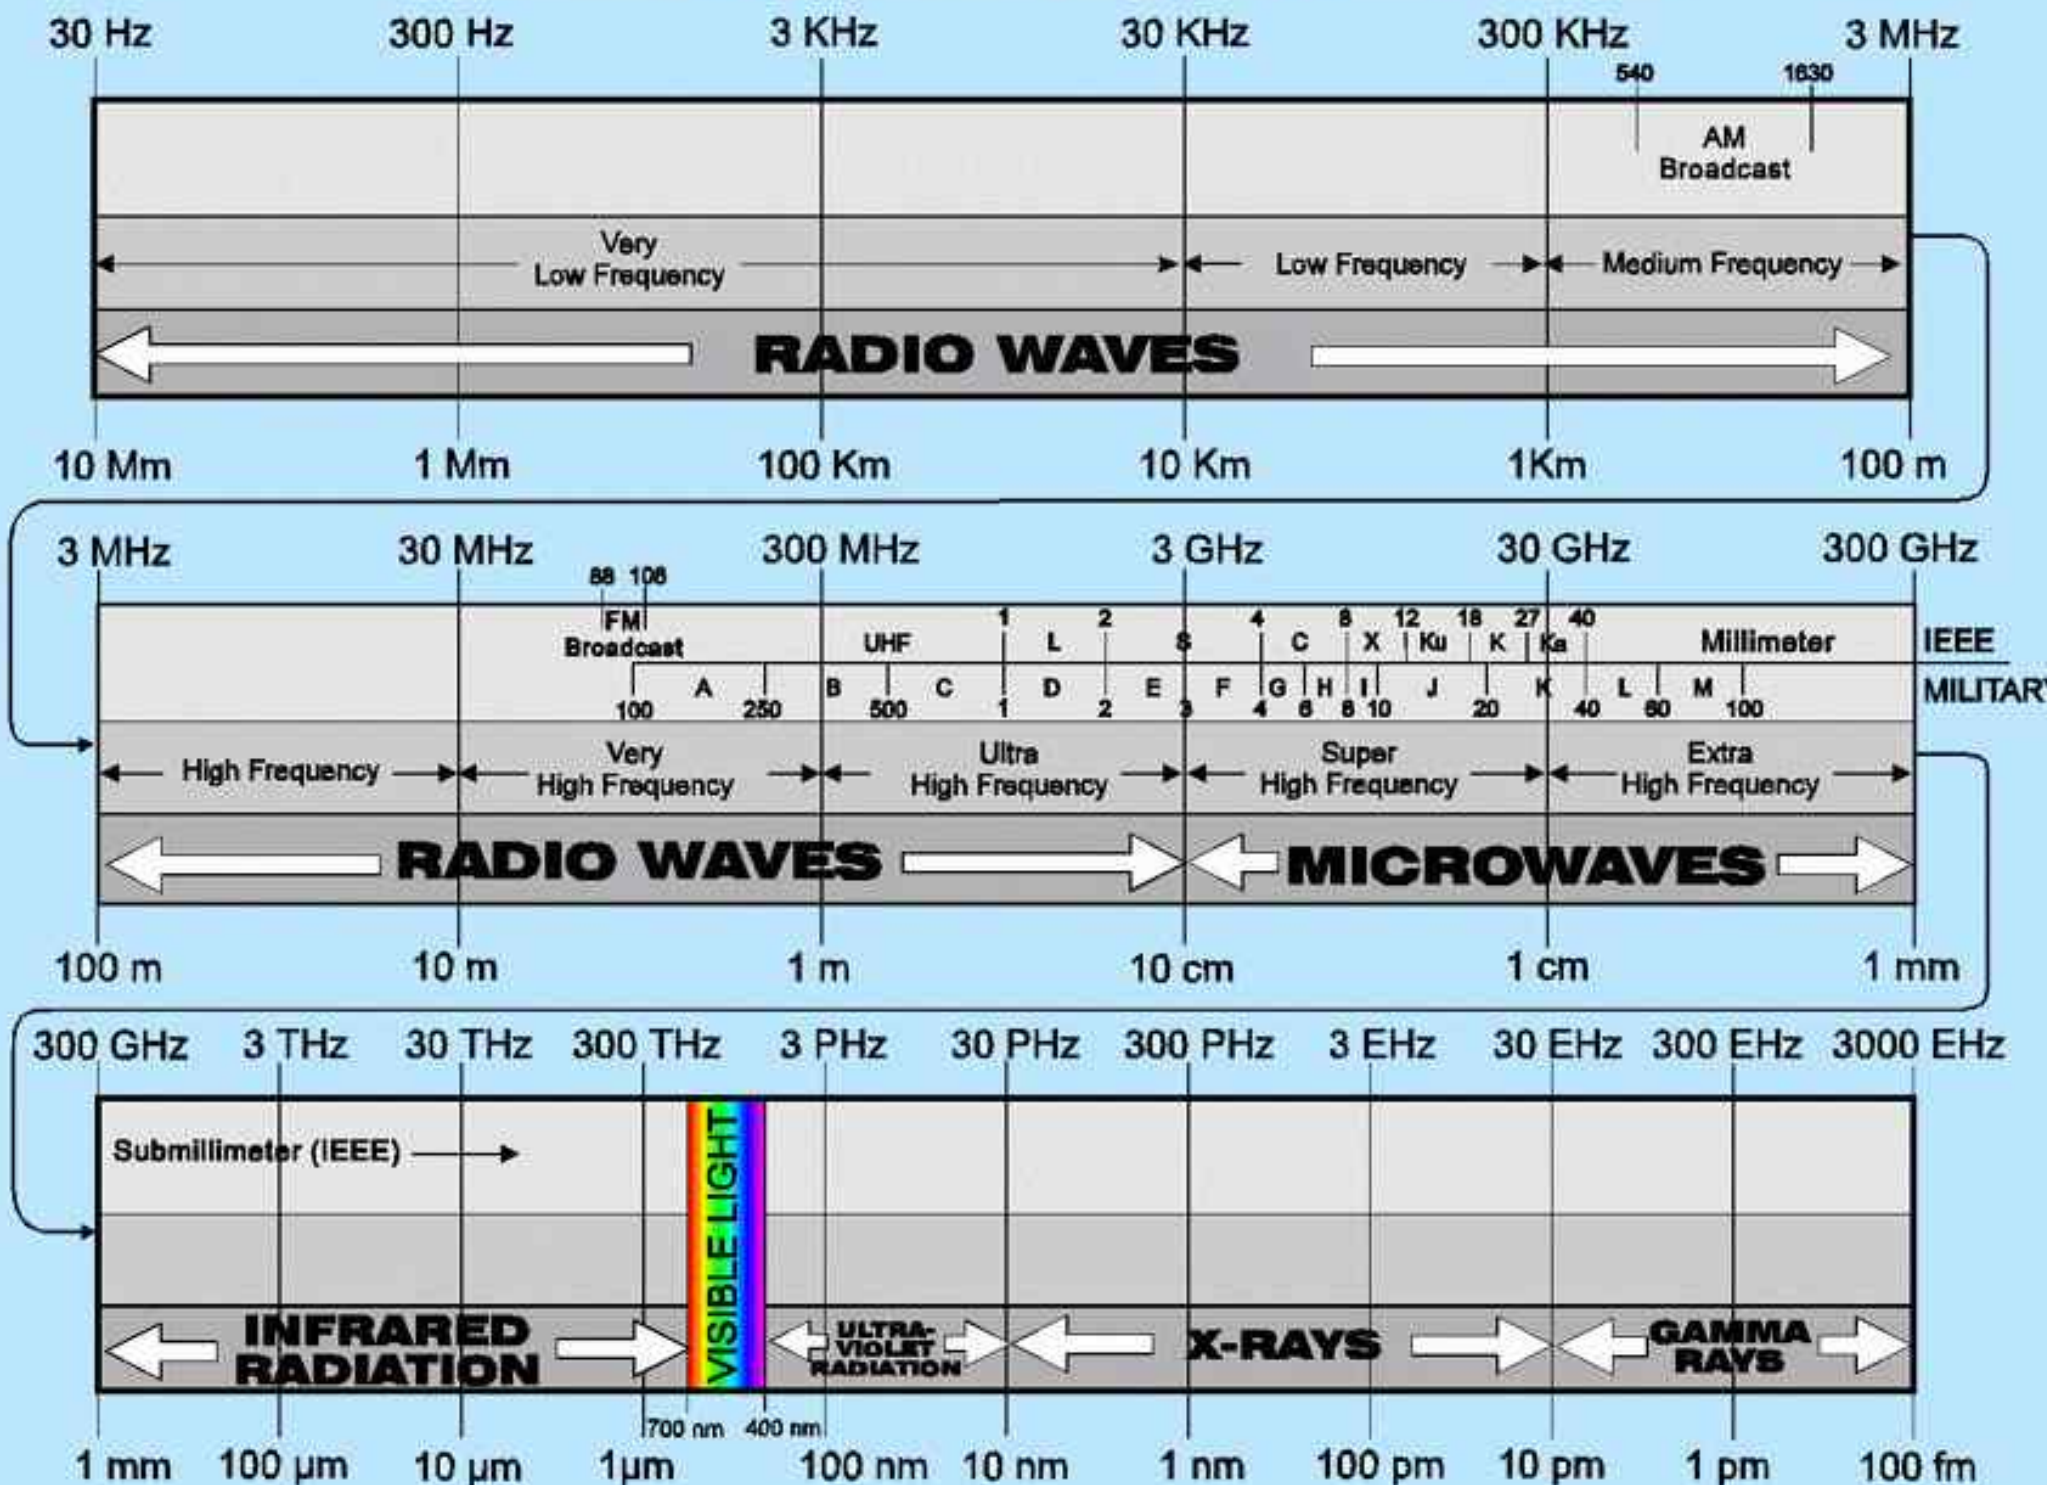 30 Hz 300 Hz 3 KHz 30 KHz 300 KHz 3 MHz
540 1630
AM
Broadcast
Very
Low Frequency
Low Frequency
Medium Frequency
RADIO WAVES
10 Mm 1 Mm 100 Km 10 Km 1Km 100 m
3 MHz 30 MHz 300 MHz 3 GHz 30 GHz 300 GHz
88 108
FM
Broadcast
1 2 4 8 12 18 27 40
UHF L S C X Ku K Ka Millimeter IEEE
A B C D E F G H I J K L M MILITARY
100 250 500 1 2 3 4 6 8 10 20 40 60 100
High Frequency
Very
High Frequency
Ultra
High Frequency
Super
High Frequency
Extra
High Frequency
RADIO WAVES MICROWAVES
100 m 10 m 1 m 10 cm 1 cm 1 mm
300 GHz 3 THz 30 THz 300 THz 3 PHz 30 PHz 300 PHz 3 EHz 30 EHz 300 EHz 3000 EHz
Submillimeter (IEEE)
VISIBLE LIGHT
INFRARED
RADIATION
ULTRA-
VIOLET
RADIATION
X-RAYS
GAMMA
RAYS
700 nm 400 nm
1 mm 100 µm 10 µm 1µm 100 nm 10 nm 1 nm 100 pm 10 pm 1 pm 100 fm